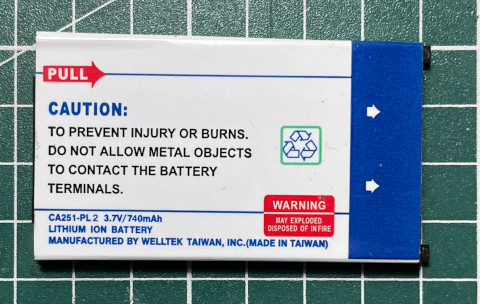 PULL
CAUTION:
TO PREVENT INJURY OR BURNS.
DO NOT ALLOW METAL OBJECTS
TO CONTACT THE BATTERY
TERMINALS.
WARNING
MAY EXPLODED
DISPOSED OF IN FIRE
CA251-PL2 3.7V/740mAh
LITHIUM ION BATTERY
MANUFACTURED BY WELLTEK TAIWAN, INC.(MADE IN TAIWAN)